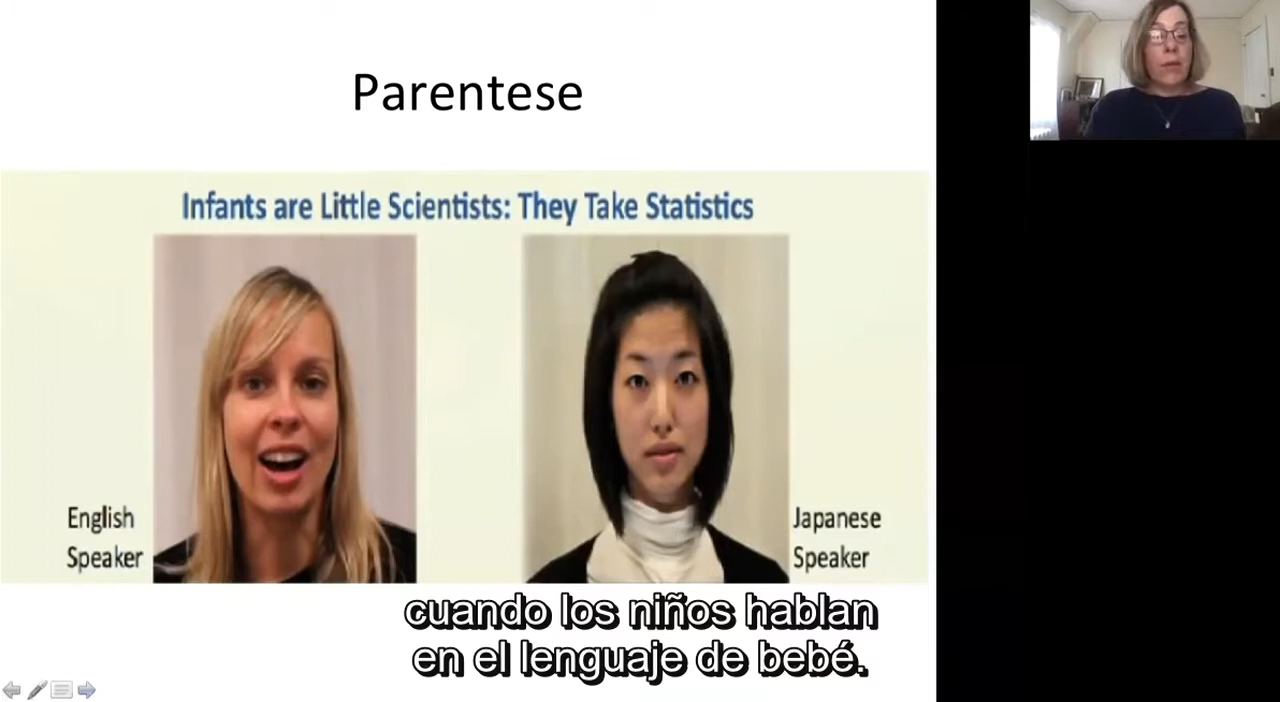 Parentese
Infants are Little Scientists: They Take Statistics
English
Speaker
Japanese
Speaker
cuando los niños hablan
en el lenguaje de bebé.